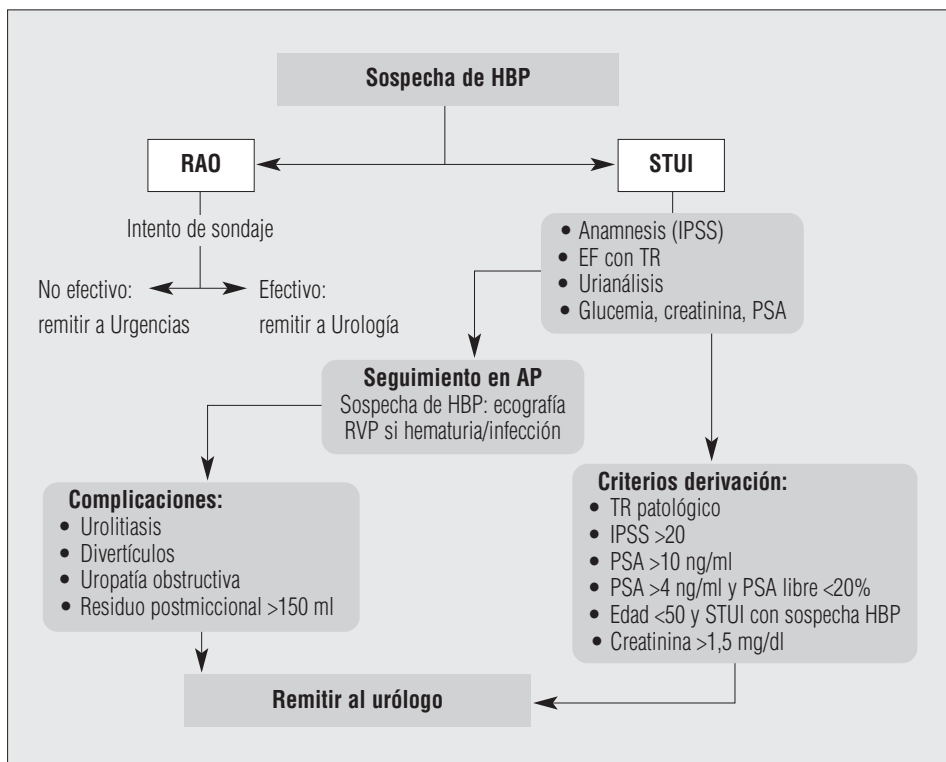 Sospecha de HBP
RAO
STUI
Intento de sondaje
No efectivo:
remitir a Urgencias
Efectivo:
remitir a Urología
• Anamnesis (IPSS)
• EF con TR
• Urianálisis
• Glucemia, creatinina, PSA
Seguimiento en AP
Sospecha de HBP: ecografía
RVP si hematuria/infección
Complicaciones:
• Urolitiasis
• Divertículos
• Uropatía obstructiva
• Residuo postmiccional >150 ml
Criterios derivación:
• TR patológico
• IPSS >20
• PSA >10 ng/ml
• PSA >4 ng/ml y PSA libre <20%
• Edad <50 y STUI con sospecha HBP
• Creatinina >1,5 mg/dl
Remitir al urólogo